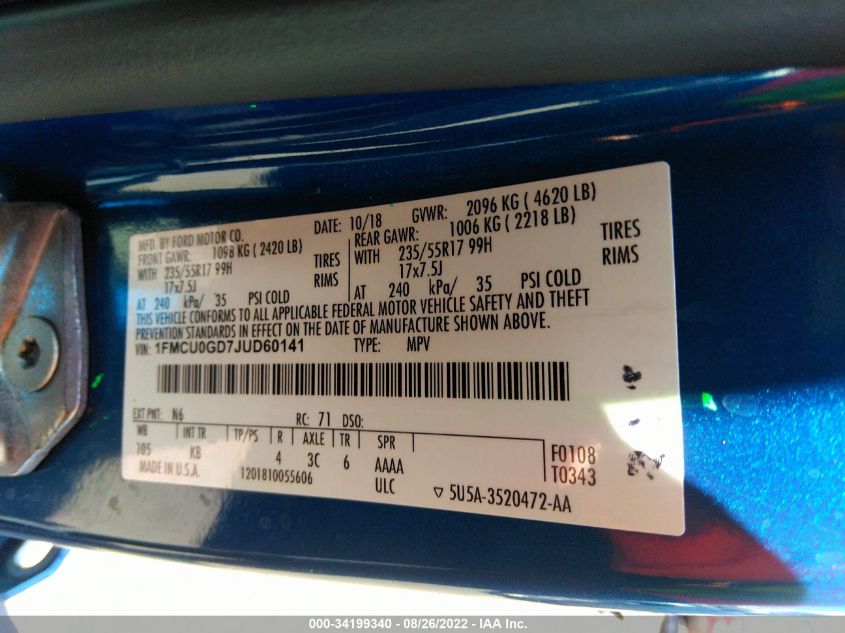 MFD. BY FORD MOTOR CO.
DATE: 10/18 GVWR: 2096 KG ( 4620 LB)
FRONT GAWR: 1098 KG ( 2420 LB)
REAR GAWR: 1006 KG ( 2218 LB)
WITH 235/55R17 99H TIRES
WITH 235/55R17 99H TIRES
17x7.5J RIMS
17x7.5J RIMS
AT 240 kPa/ 35 PSI COLD
AT 240 kPa/ 35 PSI COLD
THIS VEHICLE CONFORMS TO ALL APPLICABLE FEDERAL MOTOR VEHICLE SAFETY AND THEFT
PREVENTION STANDARDS IN EFFECT ON THE DATE OF MANUFACTURE SHOWN ABOVE.
VIN: 1FMCU0GD7JUD60141 TYPE: MPV
EXT PNT: N6 RC: 71 DSO:
WB INT TR TP/PS R AXLE TR SPR
105 KB 4 3C 6 AAAA
F0108
T0343
MADE IN U.S.A. 1201810055606 ULC
▽ 5U5A-3520472-AA
000-34199340 - 08/26/2022 - IAA Inc.